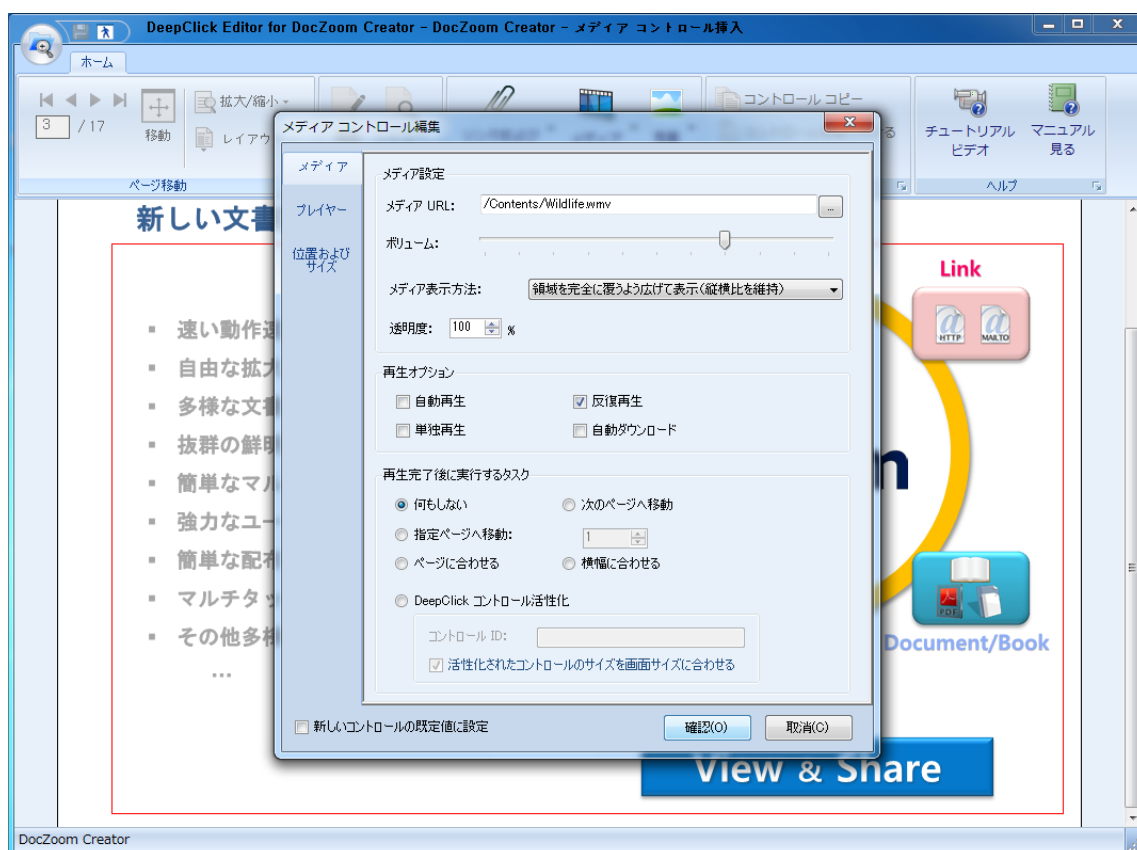 DeepClick Editor for DocZoom Creator - DocZoom Creator - メディア コントロール挿入
ホーム
拡大/縮小
コントロール コピー
3 / 17
移動
レイアウ
チュートリアル
ビデオ
マニュアル
見る
ページ移動
ヘルプ
メディア コントロール編集
メディア
プレイヤー
位置および
サイズ
メディア設定
メディア URL: /Contents/Wildlife.wmv ...
ボリューム:
メディア表示方法: 領域を完全に覆うよう広げて表示(縦横比を維持)
透明度: 100 %
再生オプション
自動再生 反復再生
単独再生 自動ダウンロード
再生完了後に実行するタスク
何もしない 次のページへ移動
指定ページへ移動: 1
ページに合わせる 横幅に合わせる
DeepClick コントロール活性化
コントロール ID:
活性化されたコントロールのサイズを画面サイズに合わせる
新しいコントロールの既定値に設定 確認(O) 取消(C)
新しい文書
速い動作速
自由な拡大
多様な文書
抜群の鮮明
簡単なマル
強力なユー
簡単な配布
マルチタッ
その他多様
...
Link
HTTP MAILTO
n
PDF
Document/Book
View & Share
DocZoom Creator